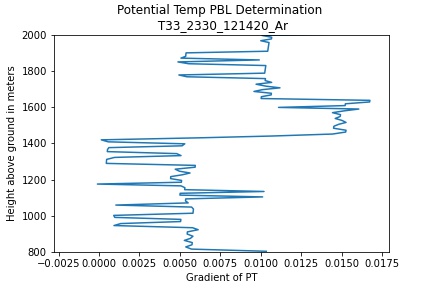 Potential Temp PBL Determination
T33_2330_121420_Ar
2000
1800
1600
1400
1200
1000
800
Height above ground in meters
−0.0025 0.0000 0.0025 0.0050 0.0075 0.0100 0.0125 0.0150 0.0175
Gradient of PT